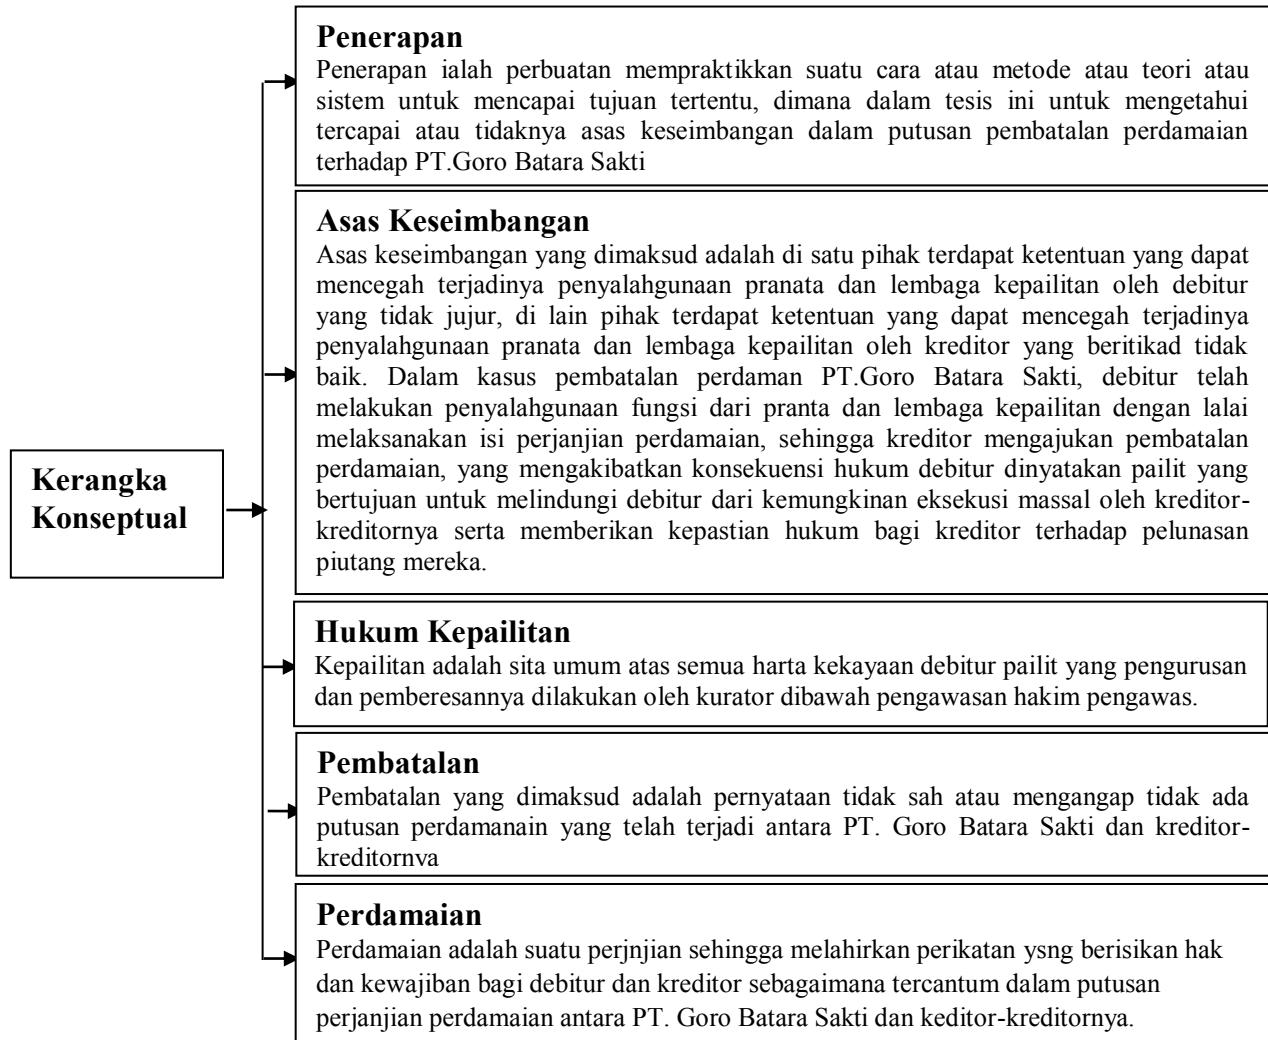 Penerapan
Penerapan ialah perbuatan mempraktikkan suatu cara atau metode atau teori atau
sistem untuk mencapai tujuan tertentu, dimana dalam tesis ini untuk mengetahui
tercapai atau tidaknya asas keseimbangan dalam putusan pembatalan perdamaian
terhadap PT.Goro Batara Sakti
Asas Keseimbangan
Asas keseimbangan yang dimaksud adalah di satu pihak terdapat ketentuan yang dapat
mencegah terjadinya penyalahgunaan pranata dan lembaga kepailitan oleh debitur
yang tidak jujur, di lain pihak terdapat ketentuan yang dapat mencegah terjadinya
penyalahgunaan pranata dan lembaga kepailitan oleh kreditor yang beritikad tidak
baik. Dalam kasus pembatalan perdaman PT.Goro Batara Sakti, debitur telah
melakukan penyalahgunaan fungsi dari pranta dan lembaga kepailitan dengan lalai
melaksanakan isi perjanjian perdamaian, sehingga kreditor mengajukan pembatalan
perdamaian, yang mengakibatkan konsekuensi hukum debitur dinyatakan pailit yang
bertujuan untuk melindungi debitur dari kemungkinan eksekusi massal oleh kreditor-
kreditornya serta memberikan kepastian hukum bagi kreditor terhadap pelunasan
piutang mereka.
Kerangka
Konseptual
Hukum Kepailitan
Kepailitan adalah sita umum atas semua harta kekayaan debitur pailit yang pengurusan
dan pemberesannya dilakukan oleh kurator dibawah pengawasan hakim pengawas.
Pembatalan
Pembatalan yang dimaksud adalah pernyataan tidak sah atau mengangap tidak ada
putusan perdamanain yang telah terjadi antara PT. Goro Batara Sakti dan kreditor-
kreditornya
Perdamaian
Perdamaian adalah suatu perjnjian sehingga melahirkan perikatan ysng berisikan hak
dan kewajiban bagi debitur dan kreditor sebagaimana tercantum dalam putusan
perjanjian perdamaian antara PT. Goro Batara Sakti dan keditor-kreditornya.